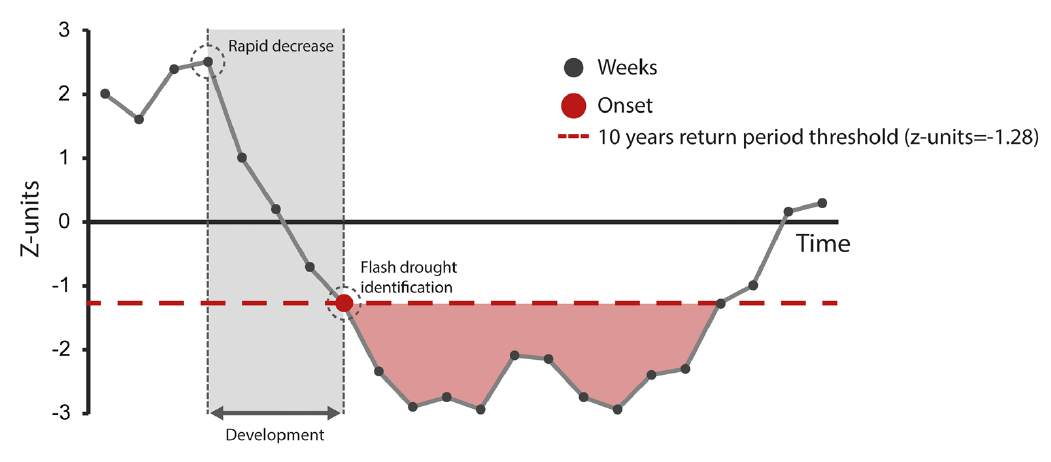 3
2
1
0
-1
-2
-3
Z-units
Rapid decrease
Weeks
Onset
10 years return period threshold (z-units=-1.28)
Time
Flash drought
identification
Development